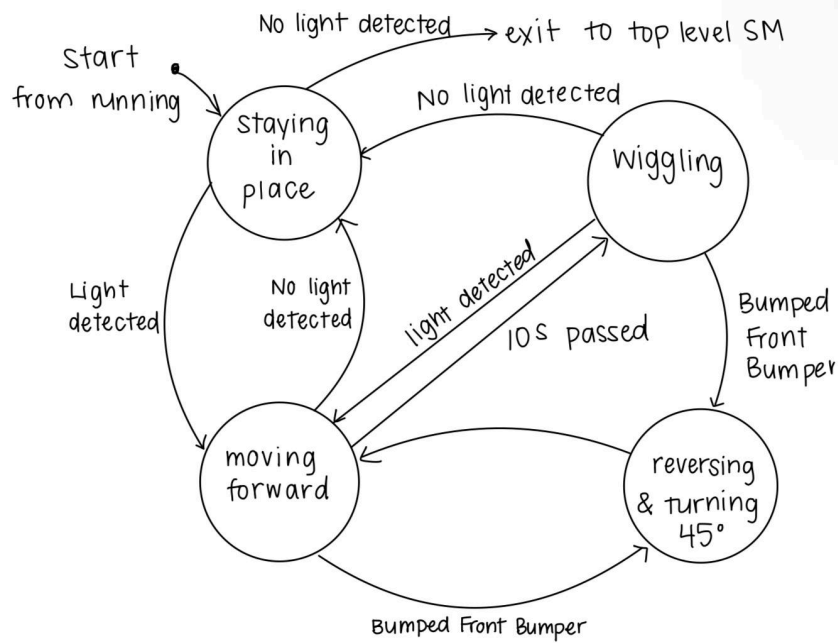 No light detected
exit to top level SM
Start
from running
staying
in
place
No light detected
Wiggling
Light
detected
No light
detected
light detected
10s passed
Bumped
Front
Bumper
moving
forward
reversing
& turning
45°
Bumped Front Bumper